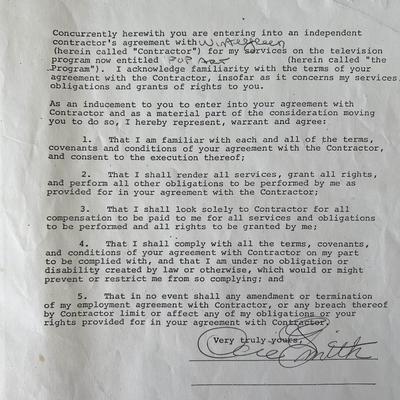 Concurrently herewith you are entering into an independent
contractor's agreement with
(herein called "Contractor") for my services on the television
program now entitled POP ART (herein called "the
Program"). I acknowledge familiarity with the terms of your
agreement with the Contractor, insofar as it concerns my services,
obligations and grants of rights to you.
As an inducement to you to enter into your agreement with
Contractor and as a material part of the consideration moving
you to do so, I hereby represent, warrant and agree:
1. That I am familiar with each and all of the terms,
covenants and conditions of your agreement with the Contractor,
and consent to the execution thereof;
2. That I shall render all services, grant all rights,
and perform all other obligations to be performed by me as
provided for in your agreement with the Contractor;
3. That I shall look solely to Contractor for all
compensation to be paid to me for all services and obligations
to be performed and all rights to be granted by me;
4. That I shall comply with all the terms, covenants,
and conditions of your agreement with Contractor on my part
to be complied with, and that I am under no obligation or
disability created by law or otherwise, which would or might
prevent or restrict me from so complying; and
5. That in no event shall any amendment or termination
of my employment agreement with Contractor, or any breach thereof
by Contractor limit or affect any of my obligations or your
rights provided for in your agreement with Contractor.
Very truly yours,
Smith